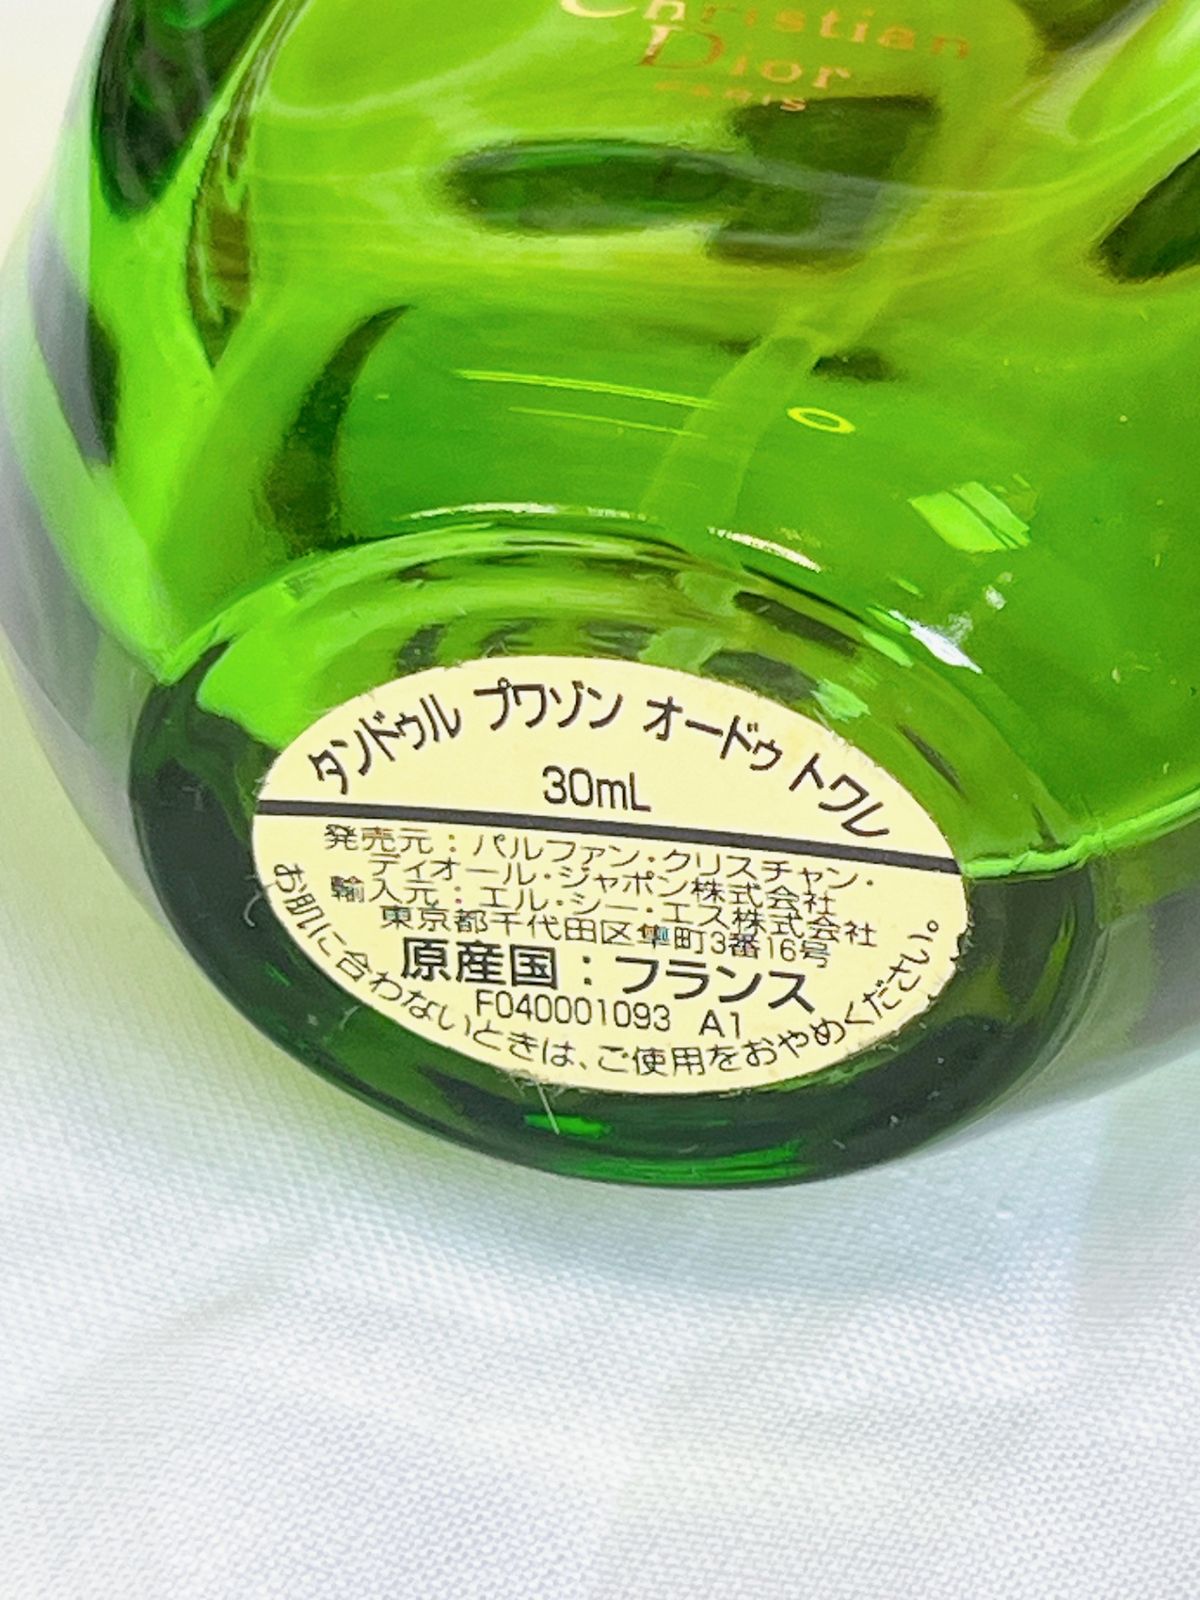 Christian
Dior
PARIS
タンドゥル プワゾン オードゥ トワレ
30mL
発売元：パルファン・クリスチャン・
ディオール・ジャポン株式会社
輸入元：エル・シー・エス株式会社
東京都千代田区隼町3番16号
原産国：フランス
F040001093 A1
お肌に合わないときは、ご使用をおやめください。